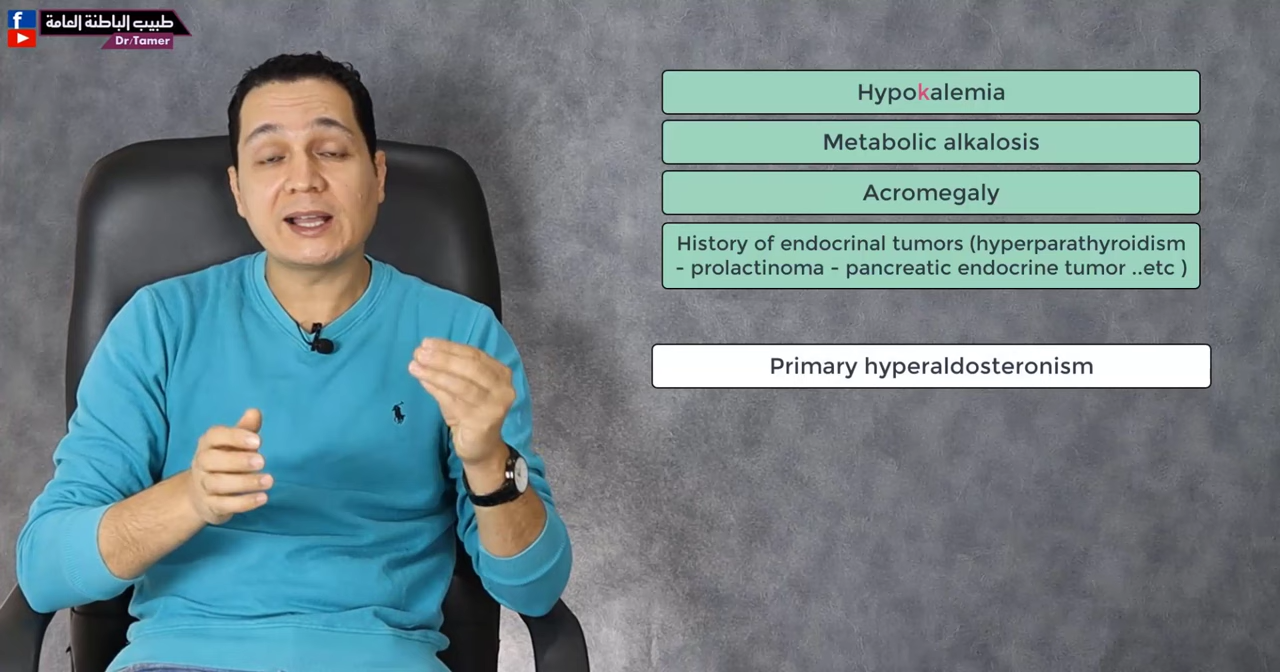 f
طبيب الباطنة العامة
Dr/Tamer
Hypokalemia
Metabolic alkalosis
Acromegaly
History of endocrinal tumors (hyperparathyroidism
- prolactinoma - pancreatic endocrine tumor ..etc )
Primary hyperaldosteronism